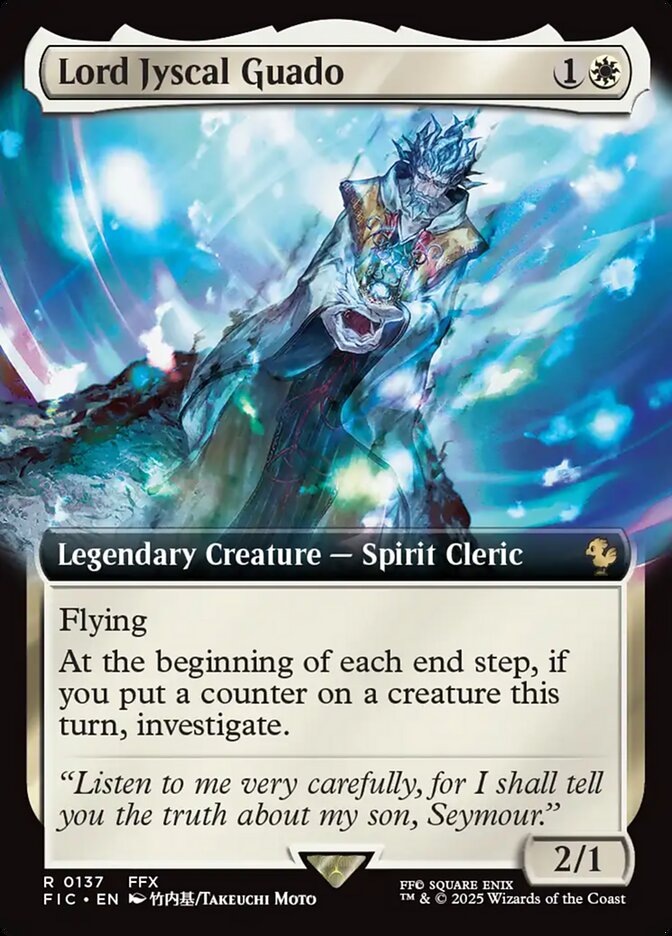 Lord Jyscal Guado 1
Legendary Creature — Spirit Cleric
Flying
At the beginning of each end step, if
you put a counter on a creature this
turn, investigate.
“Listen to me very carefully, for I shall tell
you the truth about my son, Seymour.”
2/1
R 0137 FFX
FIC • EN 竹内基/Takeuchi Moto
FF© SQUARE ENIX
™ & © 2025 Wizards of the Coast